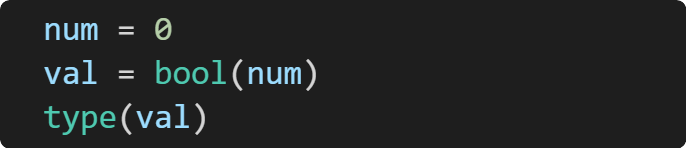 num = 0
val = bool(num)
type(val)